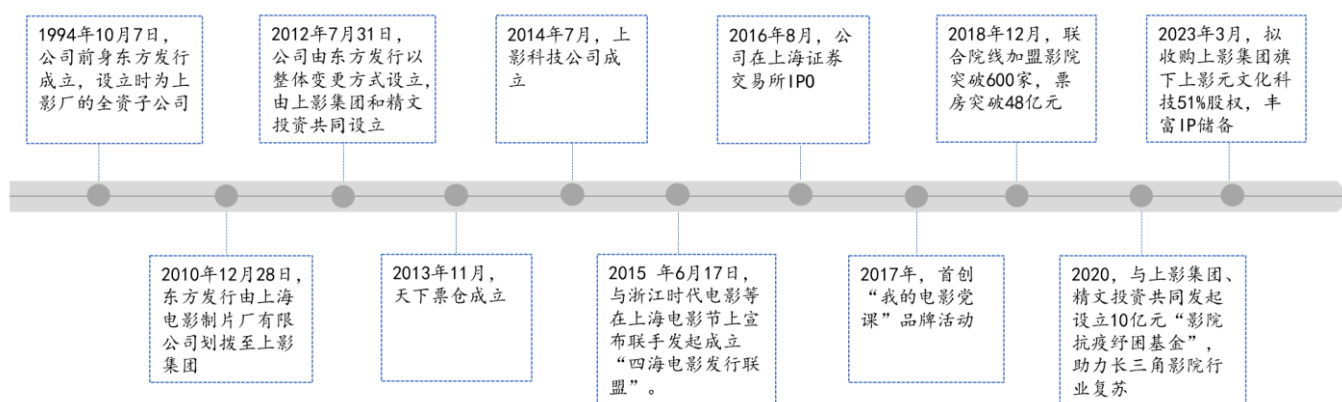 1994年10月7日,
公司前身东方发行
成立, 设立时为上
影厂的全资子公司
2012年7月31日,
公司由东方发行以
整体变更方式设立,
由上影集团和精文
投资共同设立
2014年7月, 上
影科技公司成
立
2016年8月, 公
司在上海证券
交易所IPO
2018年12月, 联
合院线加盟影院
突破600家, 票
房突破48亿元
2023年3月, 拟
收购上影集团旗
下上影元文化科
技51%股权, 丰
富IP储备
2010年12月28日,
东方发行由上海
电影制片厂有限
公司划拨至上影
集团
2013年11月,
天下票仓成立
2015 年6月17日,
与浙江时代电影等
在上海电影节上宣
布联手发起成立
“四海电影发行联
盟”。
2017年, 首创
“我的电影党
课”品牌活动
2020, 与上影集团、
精文投资共同发起
设立10亿元“影院
抗疫纾困基金”,
助力长三角影院行
业复苏